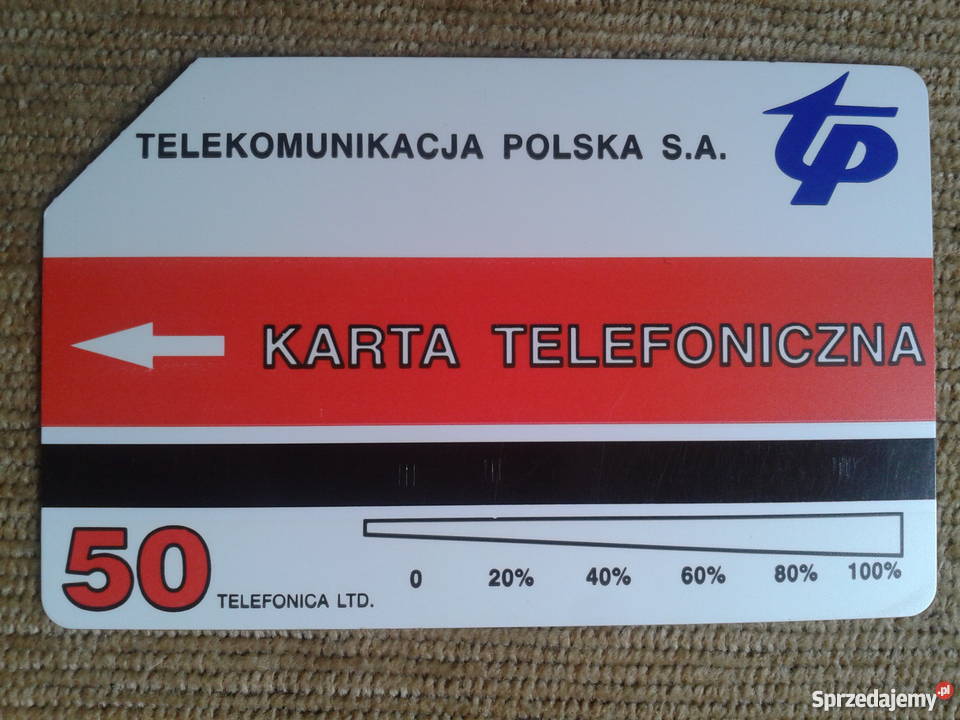 TELEKOMUNIKACJA POLSKA S.A.
tp
KARTA TELEFONICZNA
50 TELEFONICA LTD.
0 20% 40% 60% 80% 100%
Sprzedajemy.pl